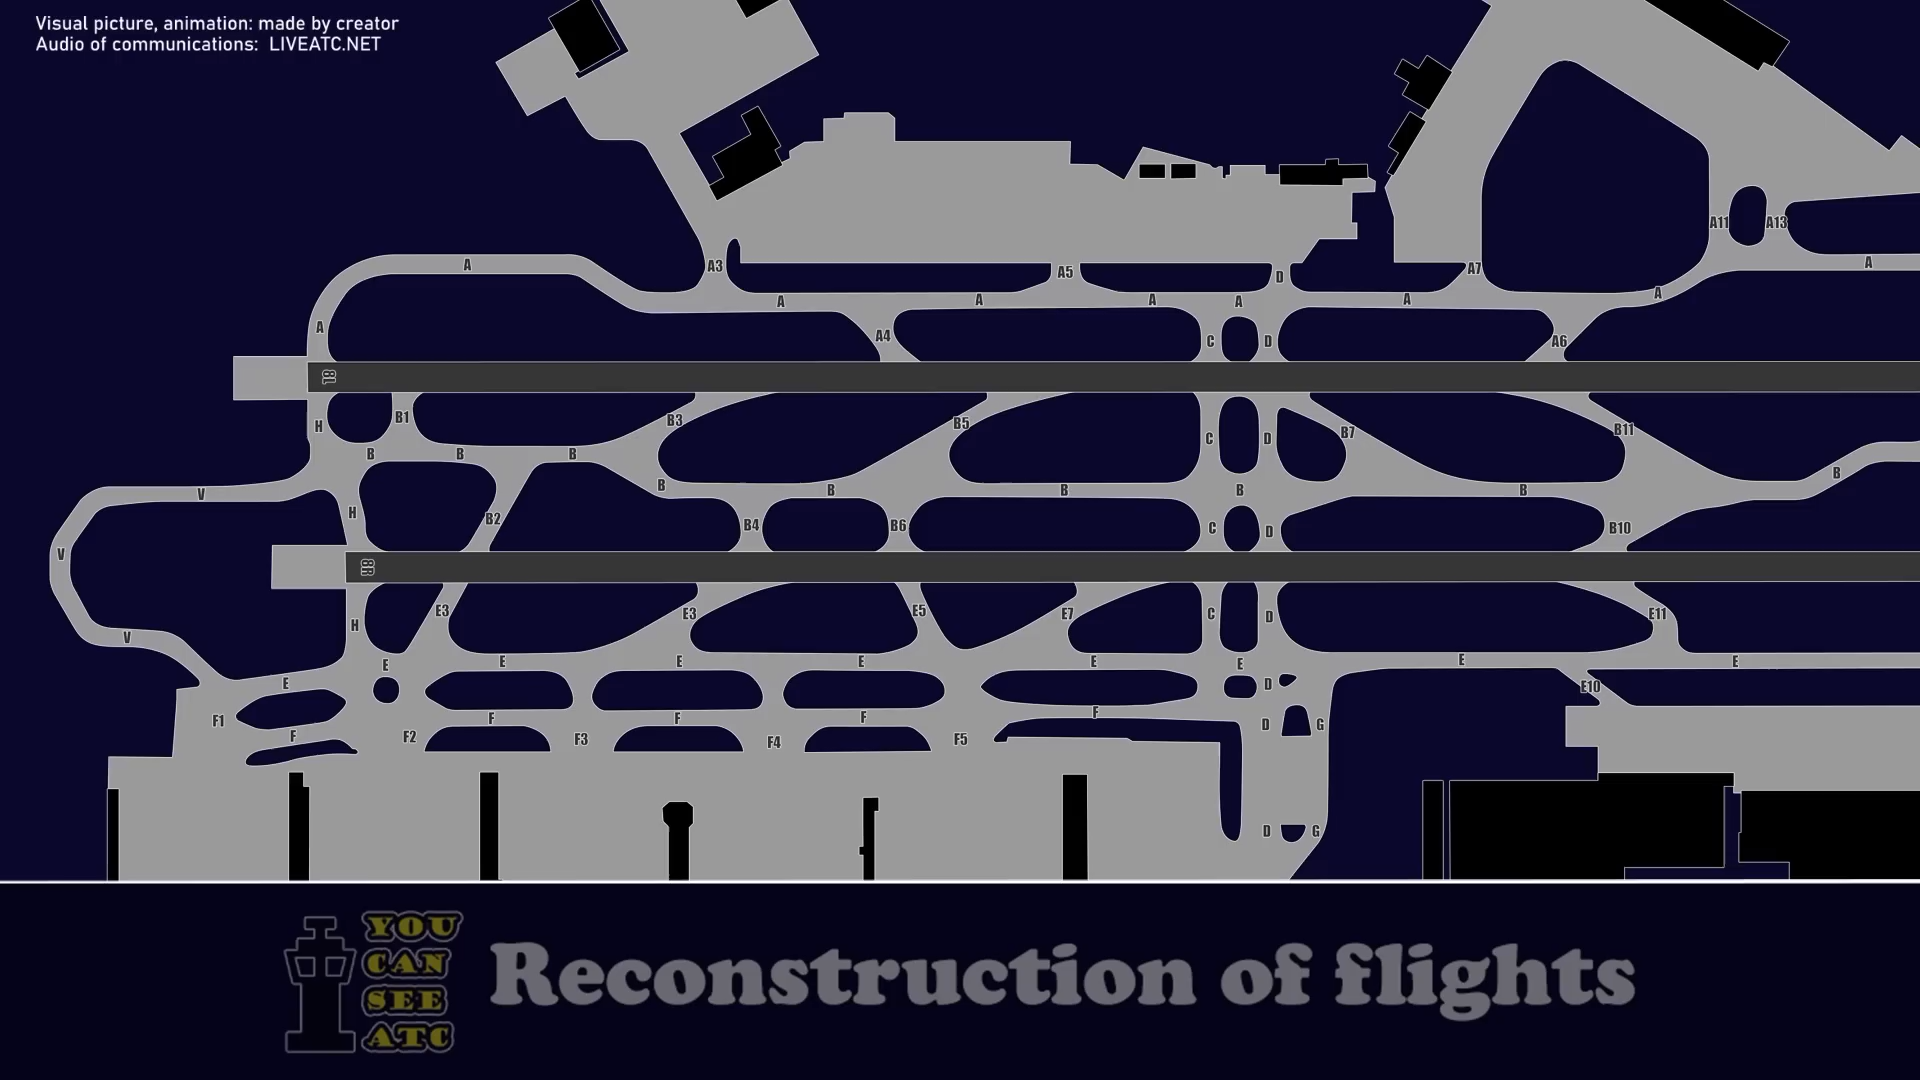 Visual picture, animation: made by creator
Audio of communications: LIVEATC.NET
A11 A13
A A3 A5 D A7 A
A A A A A A
A A4 C D A6
8L
H B1 B3 B5 C D B7 B11
B B B B
V H B B B B B
B2 B4 B6 C D B10
V 8R
H E3 E3 E5 E7 C D E11
V E E E E E E E E
E D E10
F1 F F F F D G
F F2 F3 F4 F5
D G
YOU
CAN
SEE
ATC
Reconstruction of flights